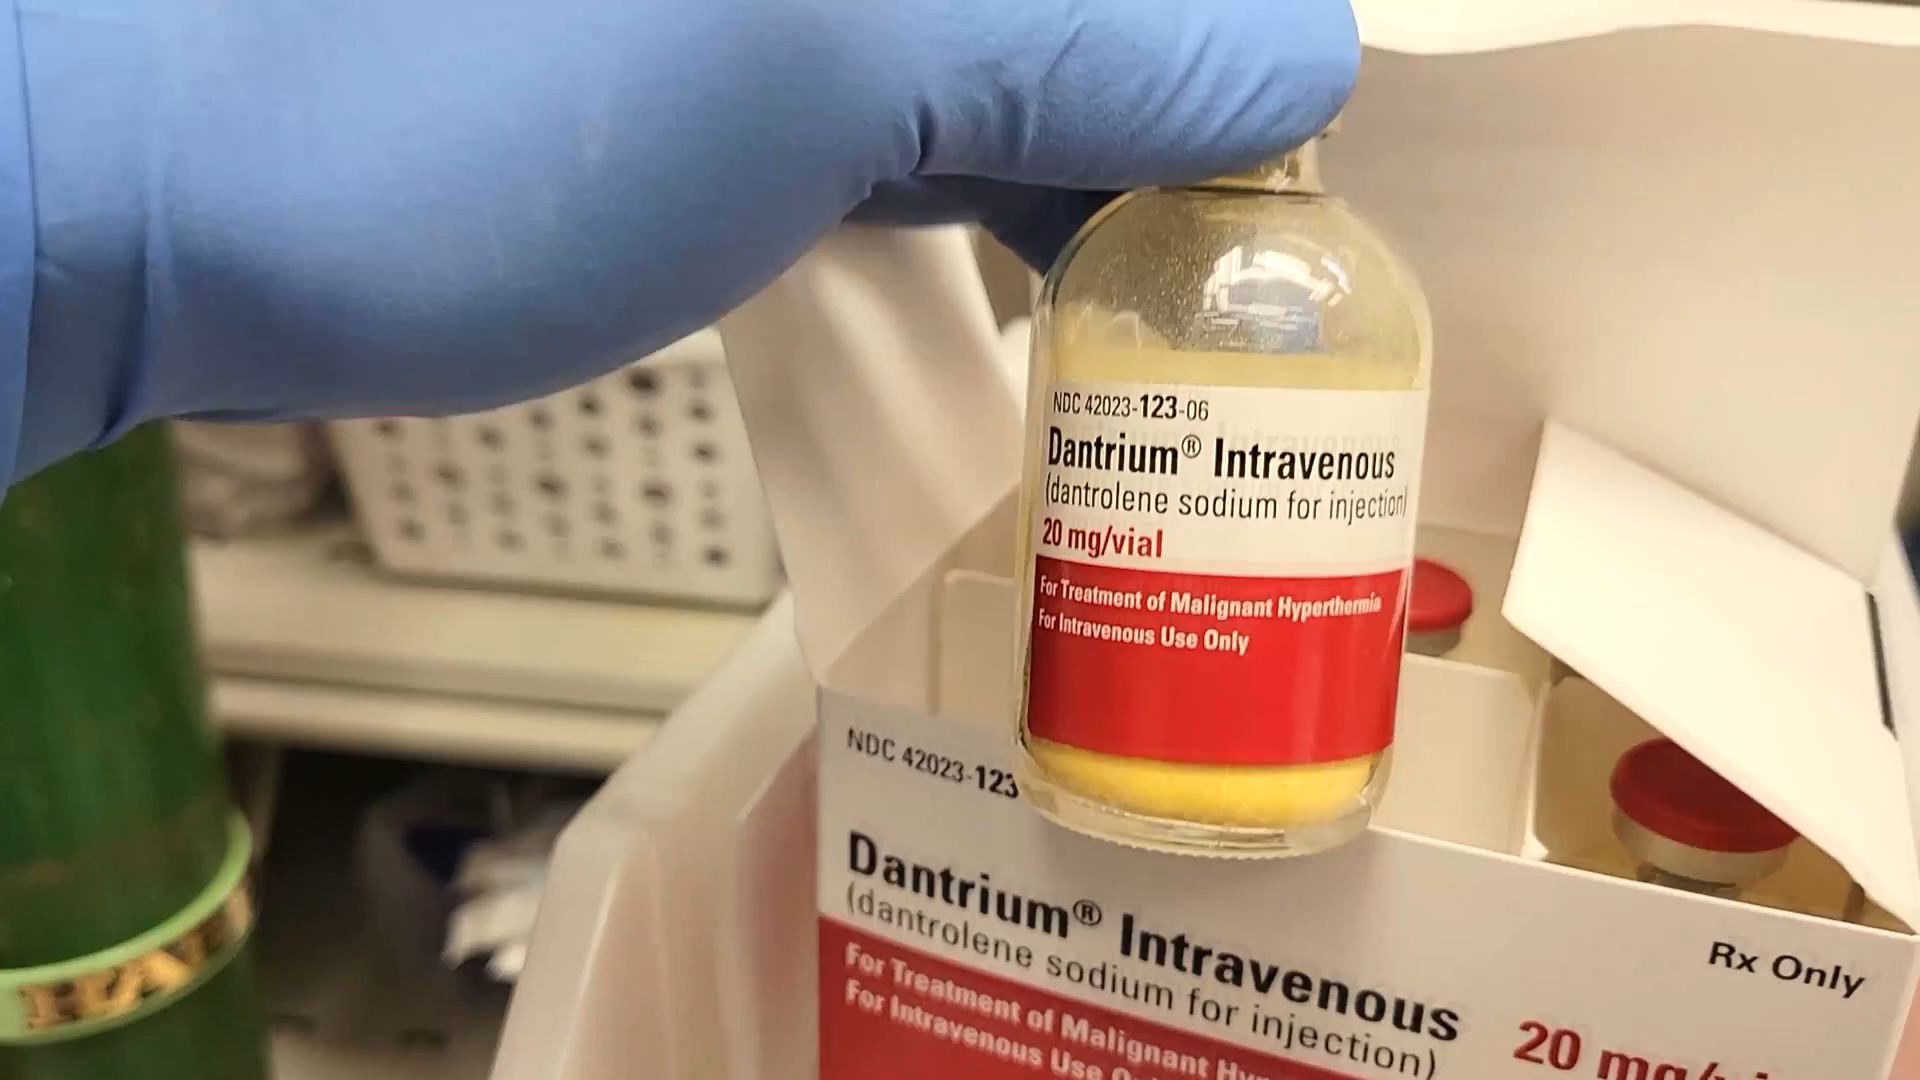 NDC 42023-123-06
Dantrium® Intravenous
(dantrolene sodium for injection)
20 mg/vial
For Treatment of Malignant Hyperthermia
For Intravenous Use Only
NDC 42023-123
Dantrium® Intravenous
(dantrolene sodium for injection)
Rx Only
20
For Treatment of Malignant
For Intravenous Use